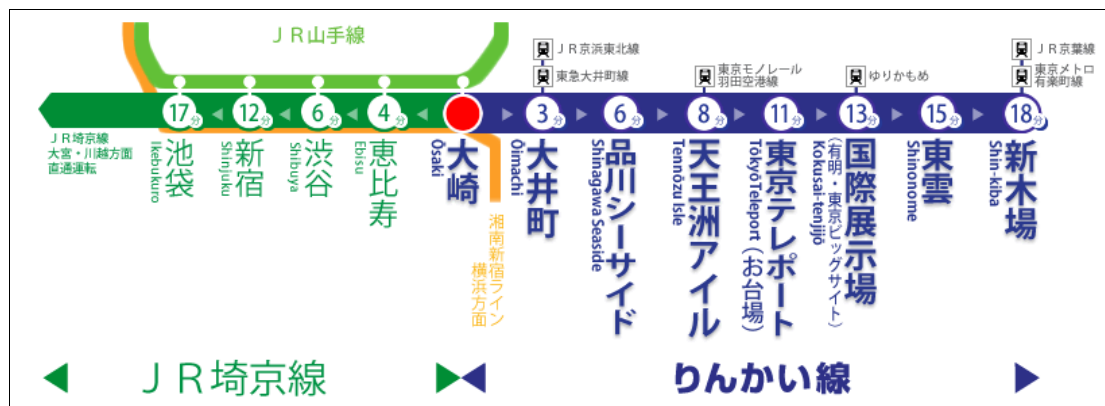 JR山手線
JR京浜東北線
東急大井町線
東京モノレール
羽田空港線
ゆりかもめ
JR京葉線
東京メトロ
有楽町線
17分
12分
6分
4分
3分
6分
8分
11分
13分
15分
18分
JR埼京線
大宮・川越方面
直通運転
池袋
Ikebukuro
新宿
Shinjuku
渋谷
Shibuya
恵比寿
Ebisu
大崎
Ōsaki
湘南新宿ライン
横浜方面
大井町
Ōimachi
品川シーサイド
Shinagawa Seaside
天王洲アイル
Tennōzu Isle
東京テレポート(お台場)
TōkyōTeleport
国際展示場
(有明・東京ビッグサイト)
Kokusai-tenjijō
東雲
Shinonome
新木場
Shin-kiba
JR埼京線
りんかい線